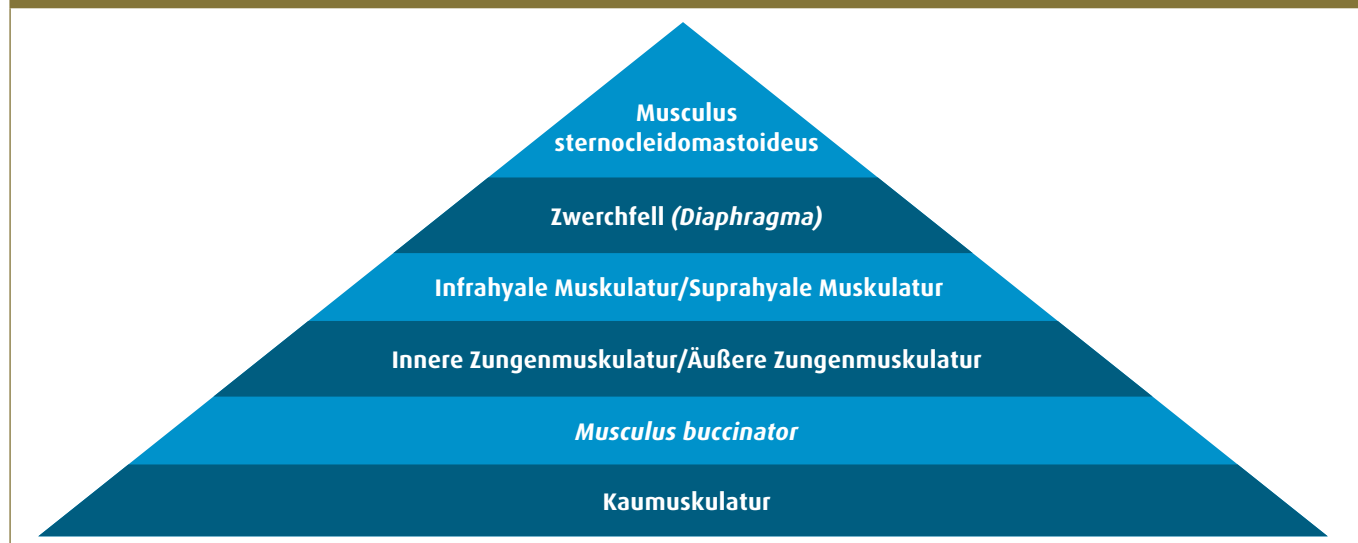 Musculus
sternocleidomastoideus
Zwerchfell (Diaphragma)
Infrahyale Muskulatur/Suprahyale Muskulatur
Innere Zungenmuskulatur/Äußere Zungenmuskulatur
Musculus buccinator
Kaumuskulatur